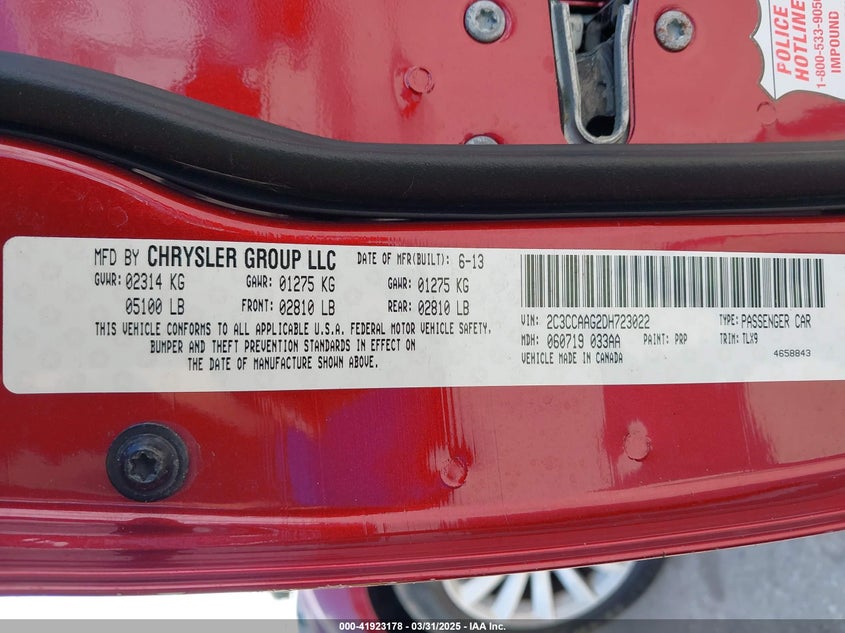 POLICE
HOTLINE
1-800-533-905
IMPOUND
MFD BY CHRYSLER GROUP LLC DATE OF MFR(BUILT): 6-13
GVWR: 02314 KG GAWR: 01275 KG GAWR: 01275 KG
05100 LB FRONT: 02810 LB REAR: 02810 LB
THIS VEHICLE CONFORMS TO ALL APPLICABLE U.S.A. FEDERAL MOTOR VEHICLE SAFETY,
BUMPER AND THEFT PREVENTION STANDARDS IN EFFECT ON
THE DATE OF MANUFACTURE SHOWN ABOVE.
VIN: 2C3CCAAG2DH723022 TYPE: PASSENGER CAR
MDH: 060719 033AA PAINT: PRP TRIM: TLX9
VEHICLE MADE IN CANADA 4658843
000-41923178 - 03/31/2025 - IAA Inc.